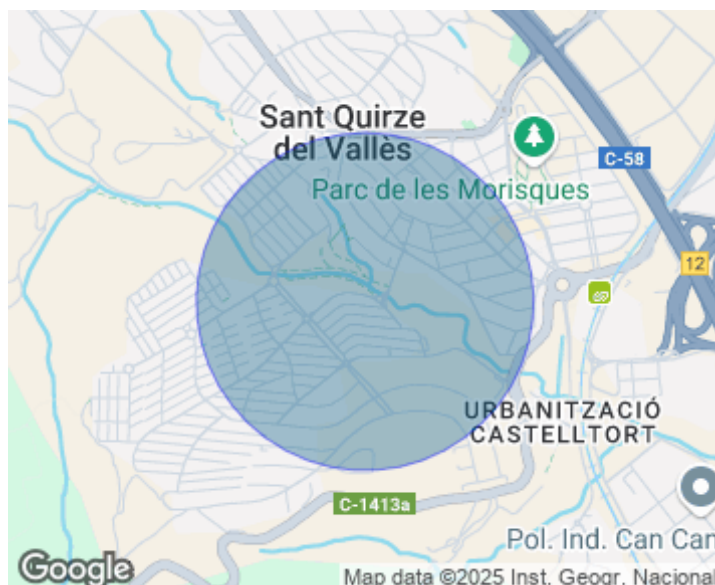 Sant Quirze
del Vallès
Parc de les Morisques
C-58
12
URBANITZACIÓ
CASTELLTORT
C-1413a
Pol. Ind. Can Can
Google
Map data ©2025 Inst. Geogr. Nacional